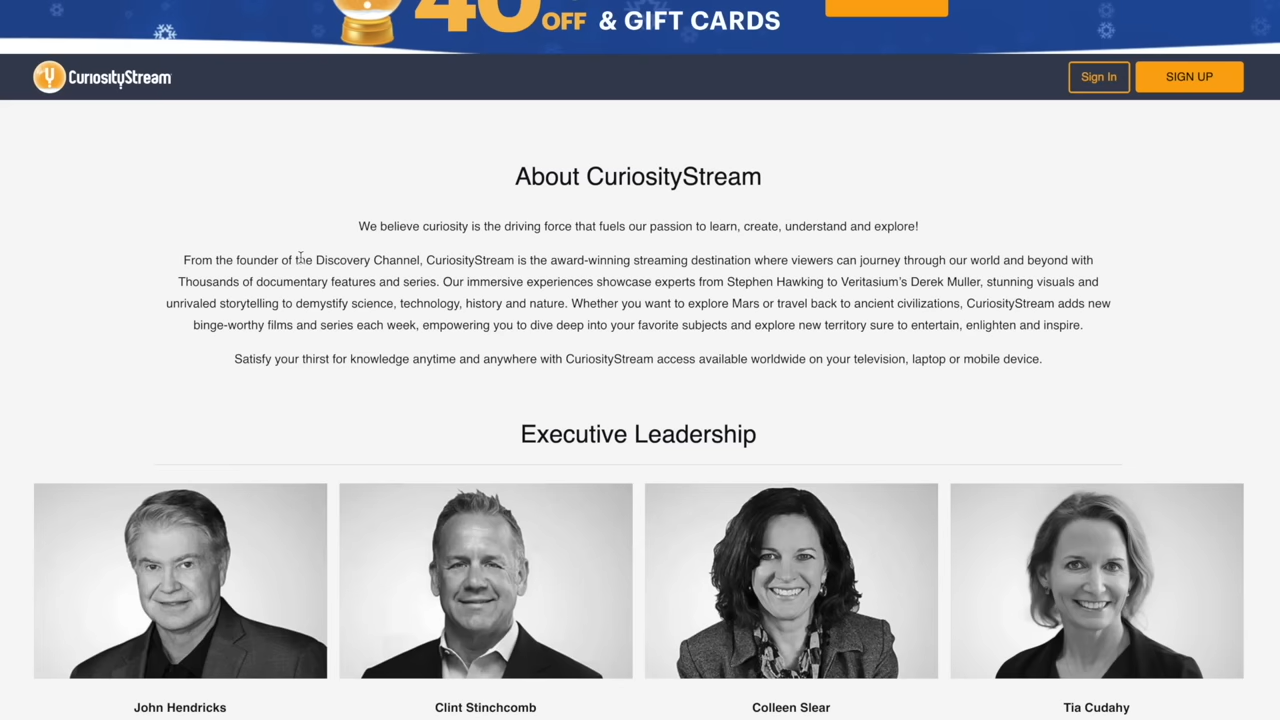 40
OFF & GIFT CARDS
CURIOSITYSTREAM
Sign In
SIGN UP
About CuriosityStream
We believe curiosity is the driving force that fuels our passion to learn, create, understand and explore!
From the founder of the Discovery Channel, CuriosityStream is the award-winning streaming destination where viewers can journey through our world and beyond with
Thousands of documentary features and series. Our immersive experiences showcase experts from Stephen Hawking to Veritasium's Derek Muller, stunning visuals and
unrivaled storytelling to demystify science, technology, history and nature. Whether you want to explore Mars or travel back to ancient civilizations, CuriosityStream adds new
binge-worthy films and series each week, empowering you to dive deep into your favorite subjects and explore new territory sure to entertain, enlighten and inspire.
Satisfy your thirst for knowledge anytime and anywhere with CuriosityStream access available worldwide on your television, laptop or mobile device.
Executive Leadership
John Hendricks
Clint Stinchcomb
Colleen Slear
Tia Cudahy